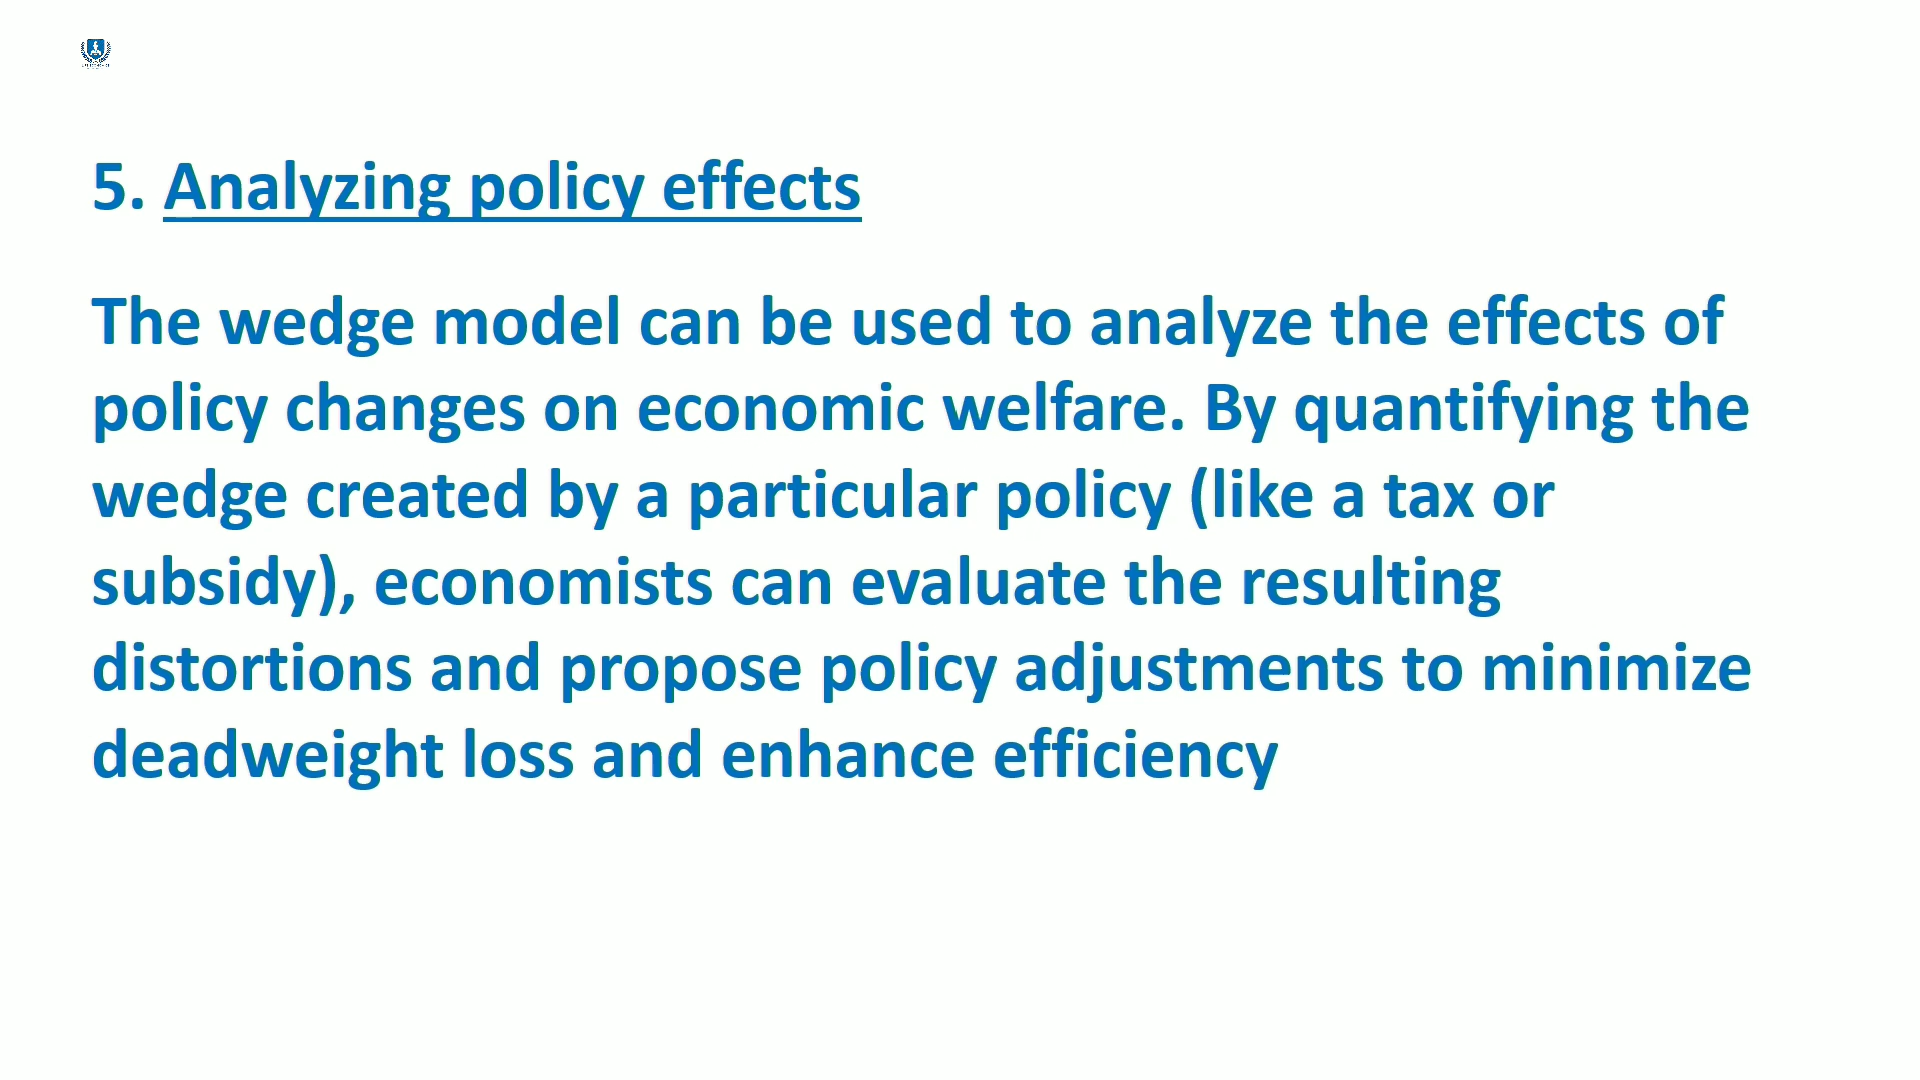 5. Analyzing policy effects
The wedge model can be used to analyze the effects of
policy changes on economic welfare. By quantifying the
wedge created by a particular policy (like a tax or
subsidy), economists can evaluate the resulting
distortions and propose policy adjustments to minimize
deadweight loss and enhance efficiency